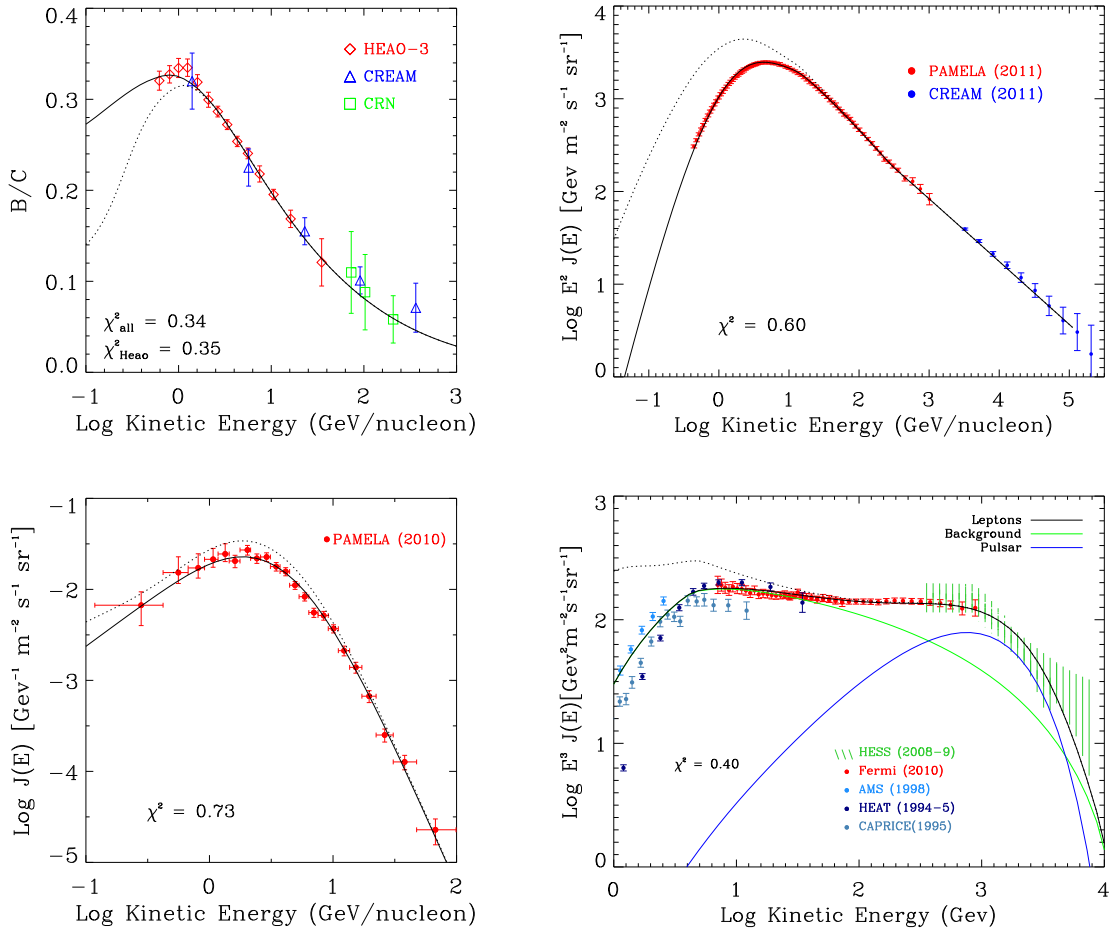 0.4
0.3
0.2
0.1
0.0
B/C
HEAO-3
CREAM
CRN
χ²all = 0.34
χ²Heao = 0.35
-1 0 1 2 3
Log Kinetic Energy (GeV/nucleon)
4
3
2
1
0
Log E² J(E) [Gev m⁻² s⁻¹ sr⁻¹]
PAMELA (2011)
CREAM (2011)
χ² = 0.60
-1 0 1 2 3 4 5
Log Kinetic Energy (GeV/nucleon)
-1
-2
-3
-4
-5
Log J(E) [Gev⁻¹ m⁻² s⁻¹ sr⁻¹]
PAMELA (2010)
χ² = 0.73
-1 0 1 2
Log Kinetic Energy (GeV/nucleon)
3
2
1
0
Log E³ J(E)[Gev²m⁻²s⁻¹sr⁻¹]
Leptons
Background
Pulsar
χ² = 0.40
HESS (2008-9)
Fermi (2010)
AMS (1998)
HEAT (1994-5)
CAPRICE(1995)
0 1 2 3 4
Log Kinetic Energy (Gev)